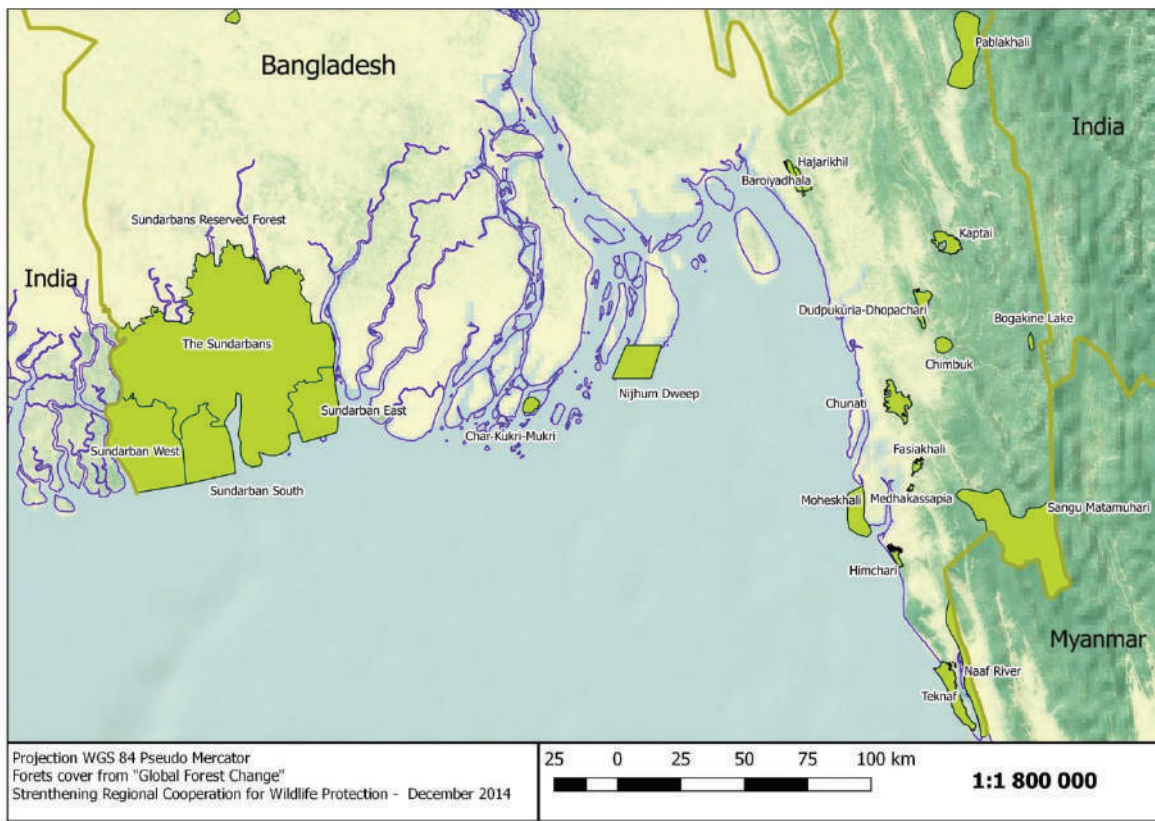 Pablakhali
Bangladesh
India
Hajarikhil
Baroiyadhala
Sundarbans Reserved Forest
Kaptai
India
Dudpukuria-Dhopachari
Bogakine Lake
The Sundarbans
Chimbuk
Nijhum Dweep
Chunati
Sundarban East
Char-Kukri-Mukri
Sundarban West
Fasiakhali
Sundarban South
Moheskhali
Medhakassapia
Sangu Matamuhari
Himchari
Myanmar
Naaf River
Teknaf
Projection WGS 84 Pseudo Mercator
Forets cover from "Global Forest Change"
Strenthening Regional Cooperation for Wildlife Protection - December 2014
25 0 25 50 75 100 km
1:1 800 000